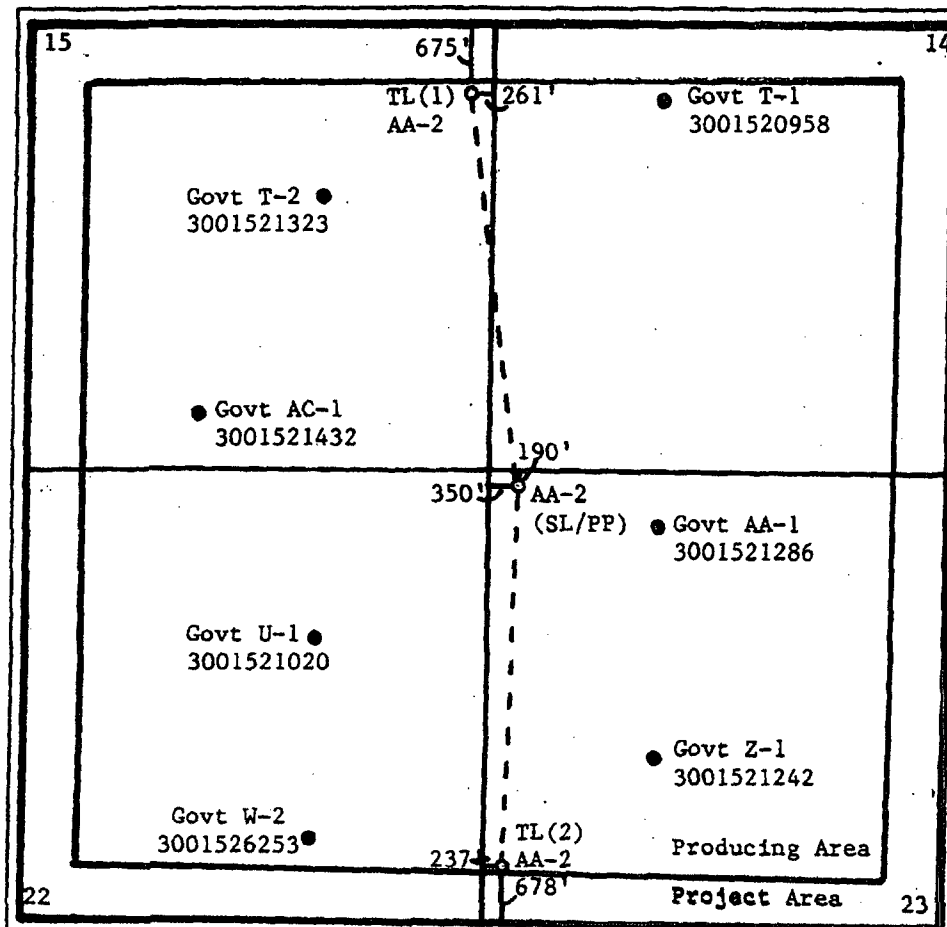 15
14
675'
TL(1)
AA-2
261'
Govt T-1
3001520958
Govt T-2
3001521323
Govt AC-1
3001521432
190'
350'
AA-2
(SL/PP)
Govt AA-1
3001521286
Govt U-1
3001521020
Govt Z-1
3001521242
Govt W-2
3001526253
TL(2)
237'
AA-2
678'
Producing Area
Project Area
22
23